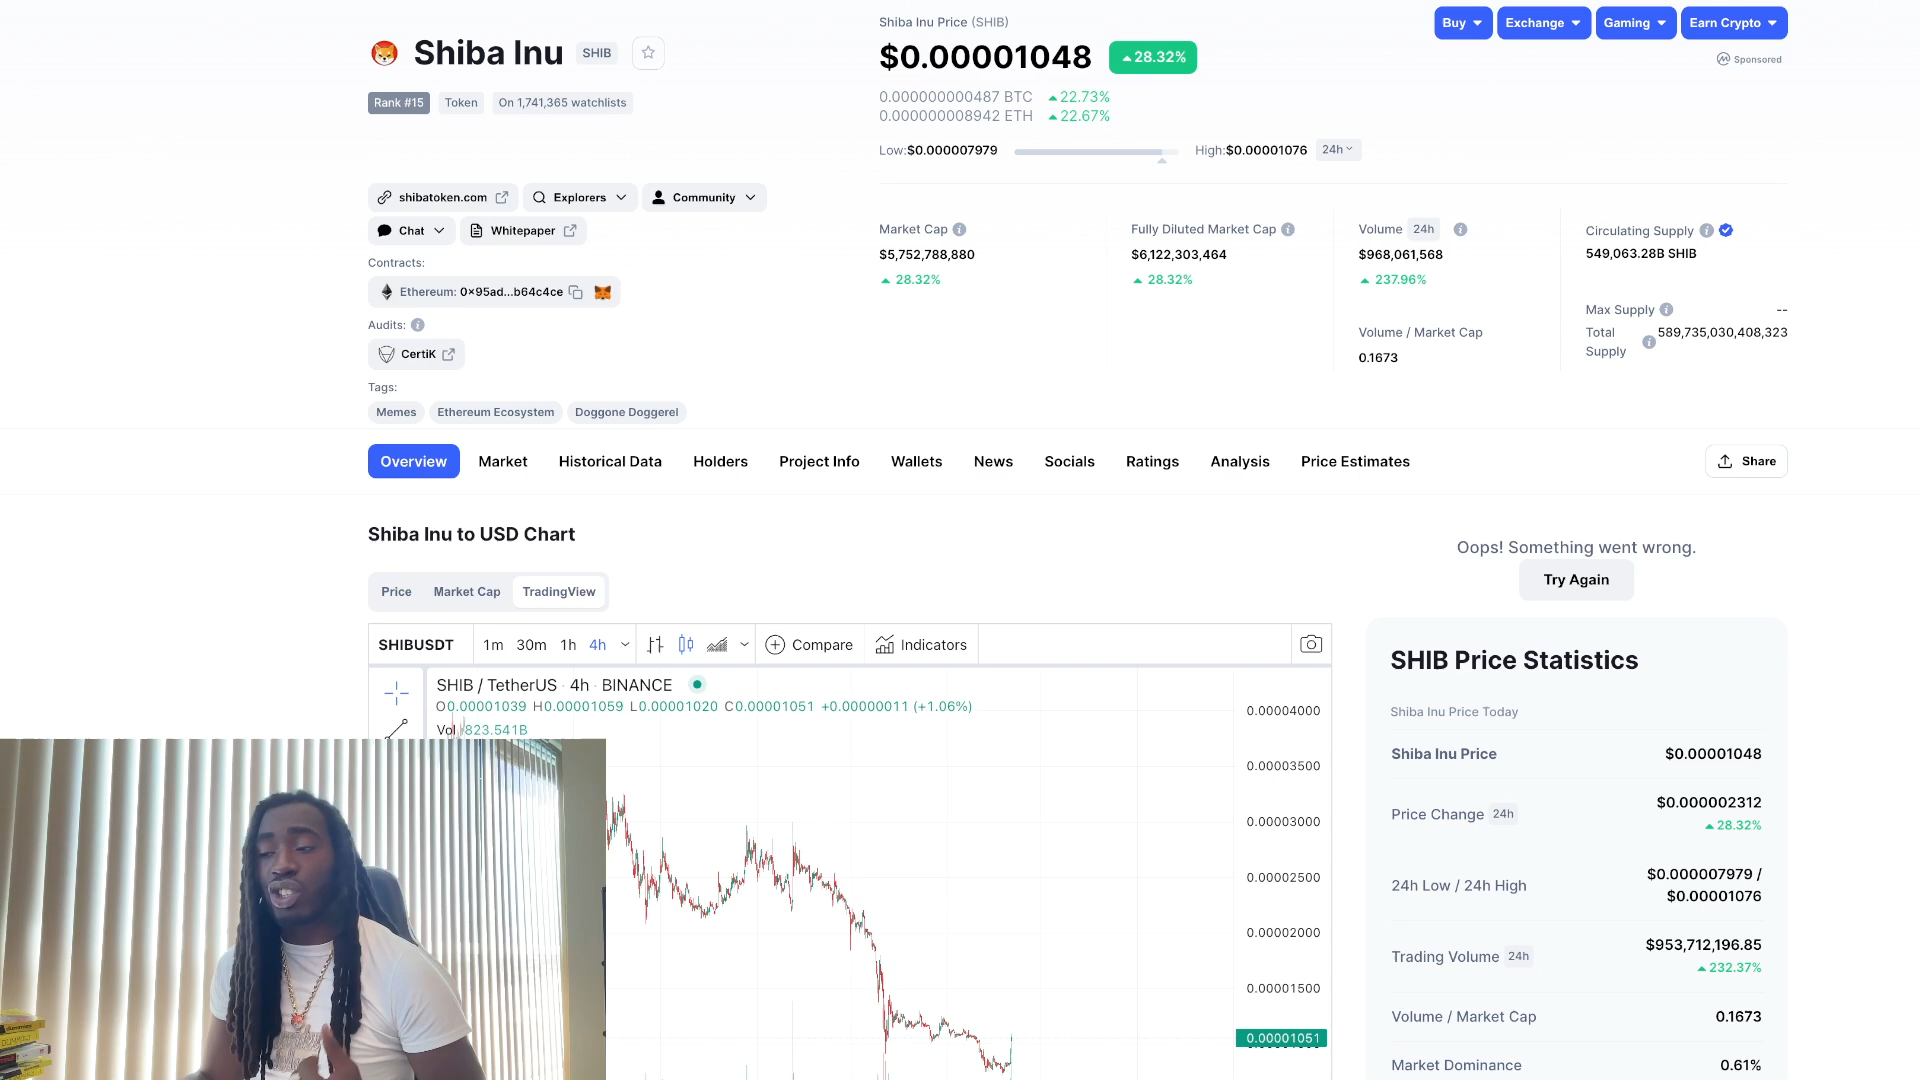 Shiba Inu SHIB
Rank #15 Token On 1,741,365 watchlists
Shiba Inu Price (SHIB)
$0.00001048 28.32%
0.000000000487 BTC 22.73%
0.000000008942 ETH 22.67%
Low:$0.000007979 High:$0.00001076 24h
Buy Exchange Gaming Earn Crypto
Sponsored
shibatoken.com Explorers Community
Chat Whitepaper
Contracts:
Ethereum: 0x95ad...b64c4ce
Audits:
CertiK
Tags:
Memes Ethereum Ecosystem Doggone Doggerel
Market Cap
$5,752,788,880
28.32%
Fully Diluted Market Cap
$6,122,303,464
28.32%
Volume 24h
$968,061,568
237.96%
Volume / Market Cap
0.1673
Circulating Supply
549,063.28B SHIB
Max Supply --
Total Supply 589,735,030,408,323
Overview Market Historical Data Holders Project Info Wallets News Socials Ratings Analysis Price Estimates Share
Shiba Inu to USD Chart
Price Market Cap TradingView
SHIBUSDT 1m 30m 1h 4h Compare Indicators
SHIB / TetherUS · 4h · BINANCE
O0.00001039 H0.00001059 L0.00001020 C0.00001051 +0.00000011 (+1.06%)
Vol 823.541B
0.00004000
0.00003500
0.00003000
0.00002500
0.00002000
0.00001500
0.00001051
Oops! Something went wrong.
Try Again
SHIB Price Statistics
Shiba Inu Price Today
Shiba Inu Price $0.00001048
Price Change 24h $0.000002312
28.32%
24h Low / 24h High $0.000007979 /
$0.00001076
Trading Volume 24h $953,712,196.85
232.37%
Volume / Market Cap 0.1673
Market Dominance 0.61%